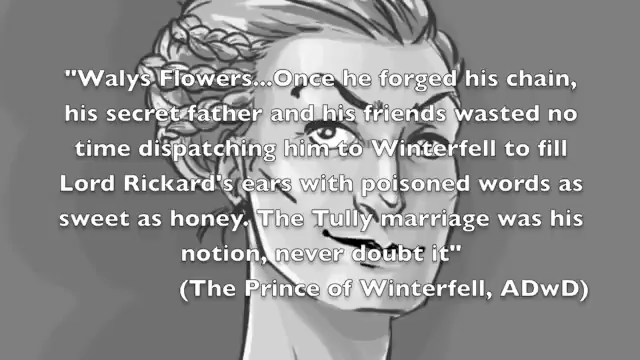 "Walys Flowers...Once he forged his chain,
his secret father and his friends wasted no
time dispatching him to Winterfell to fill
Lord Rickard's ears with poisoned words as
sweet as honey. The Tully marriage was his
notion, never doubt it"
(The Prince of Winterfell, ADwD)